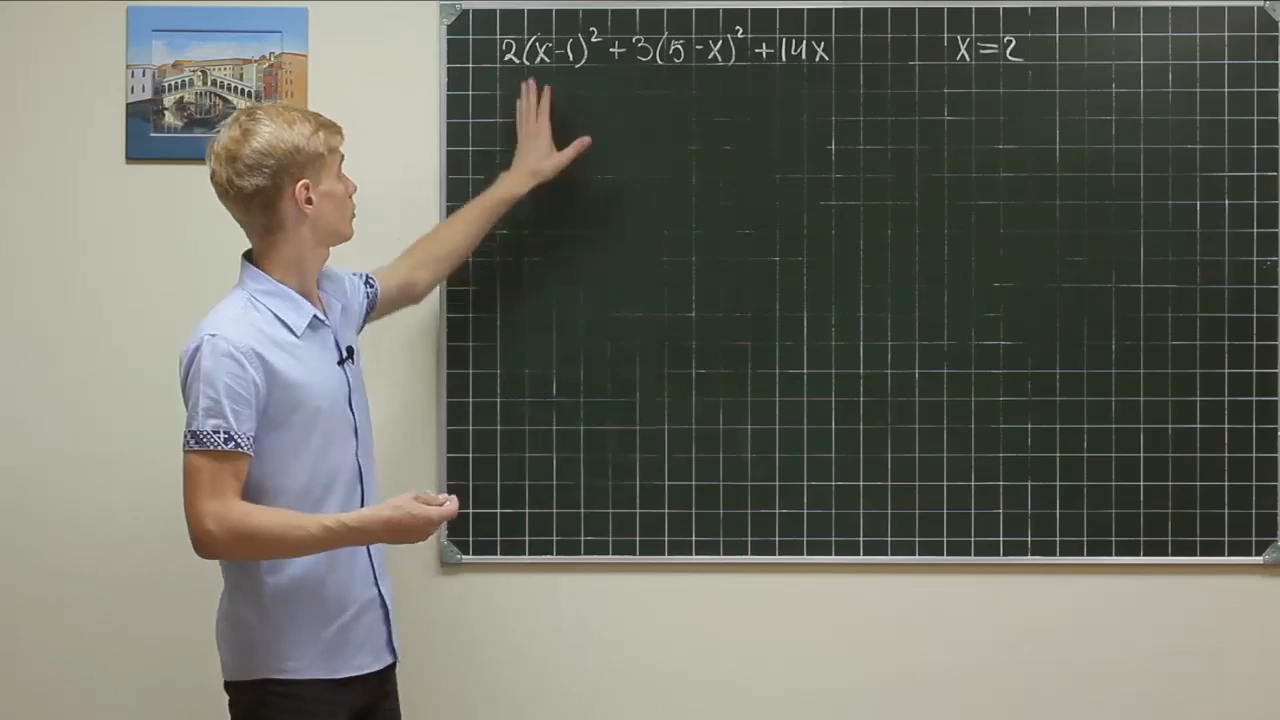 2(x-1)² + 3(5-x)² + 14x x = 2